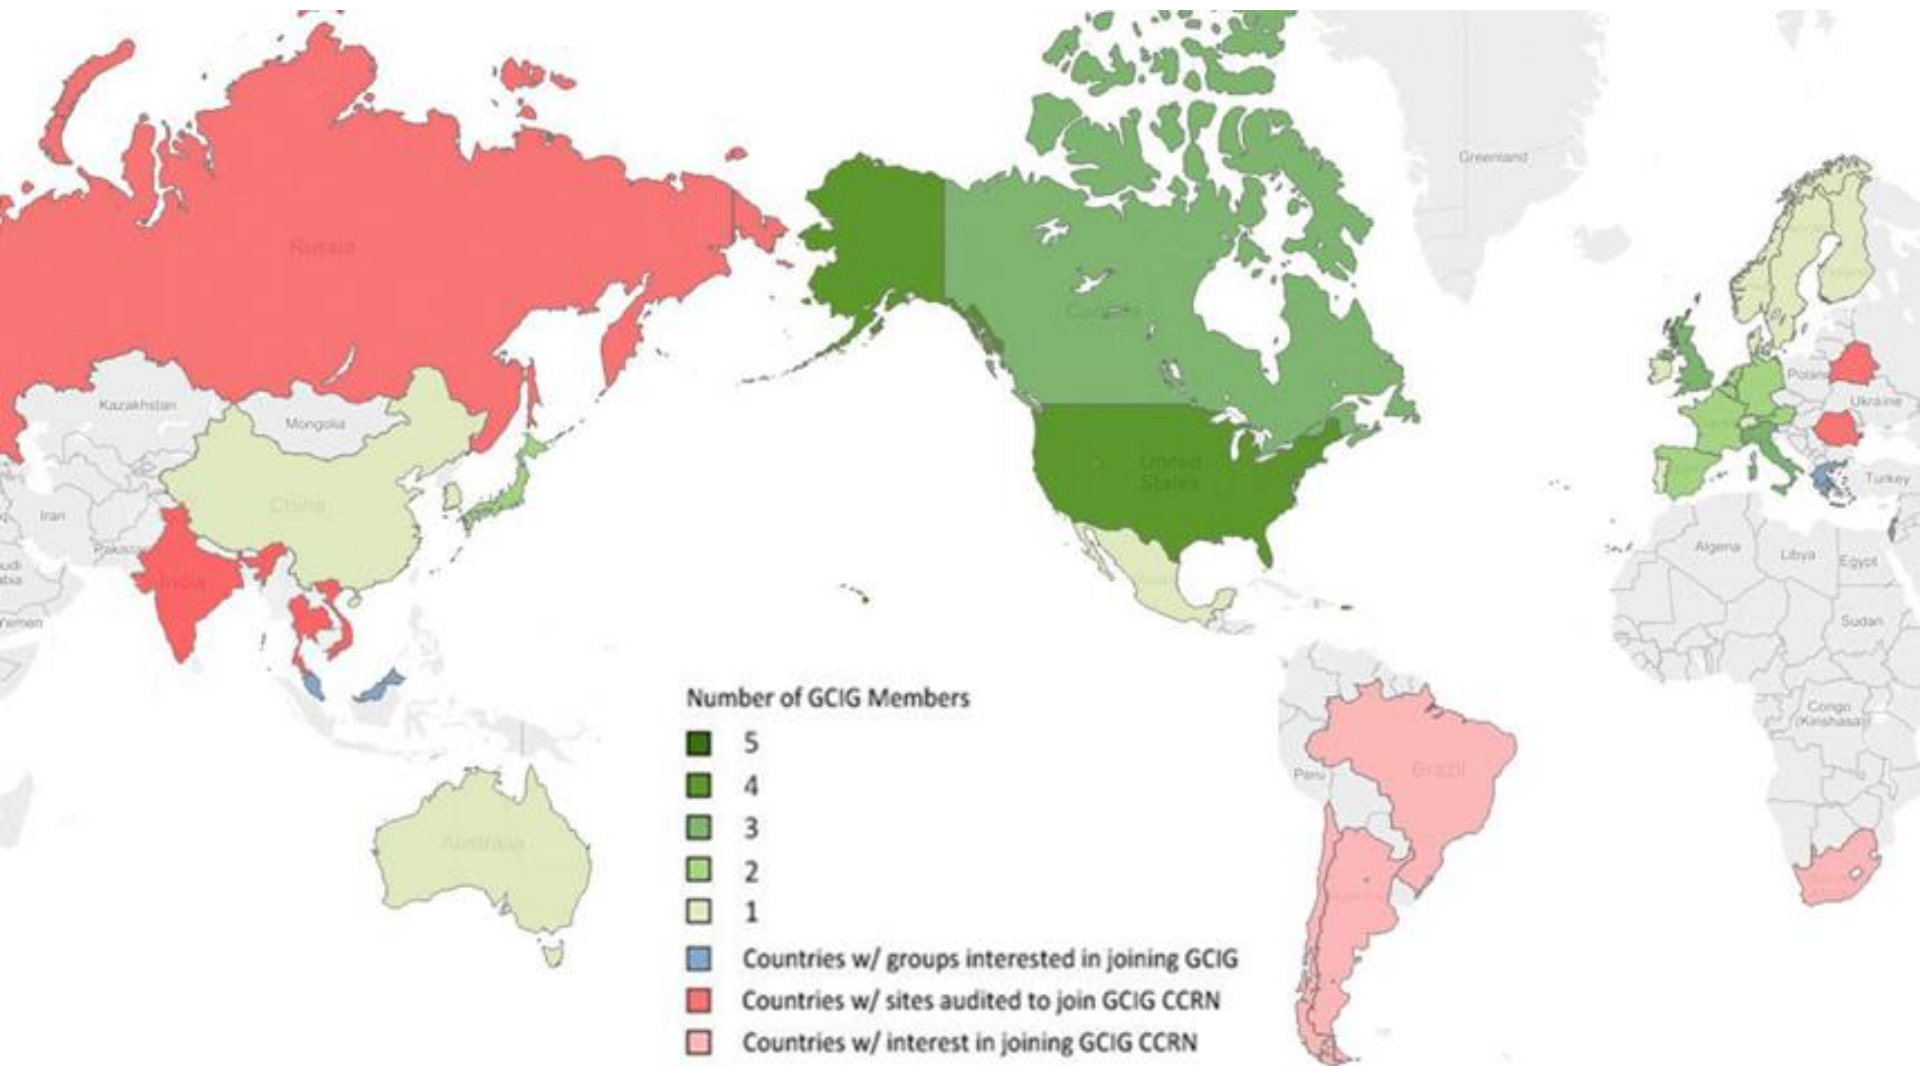 Greenland
Russia
Canada
Kazakhstan
Mongolia
Poland
Ukraine
United
States
China
Turkey
Iran
Pakistan
India
Algeria
Libya
Egypt
Yemen
Sudan
Number of GCIG Members
5
4
3
2
1
Countries w/ groups interested in joining GCIG
Countries w/ sites audited to join GCIG CCRN
Countries w/ interest in joining GCIG CCRN
Congo
(Kinshasa)
Peru
Brazil
Australia